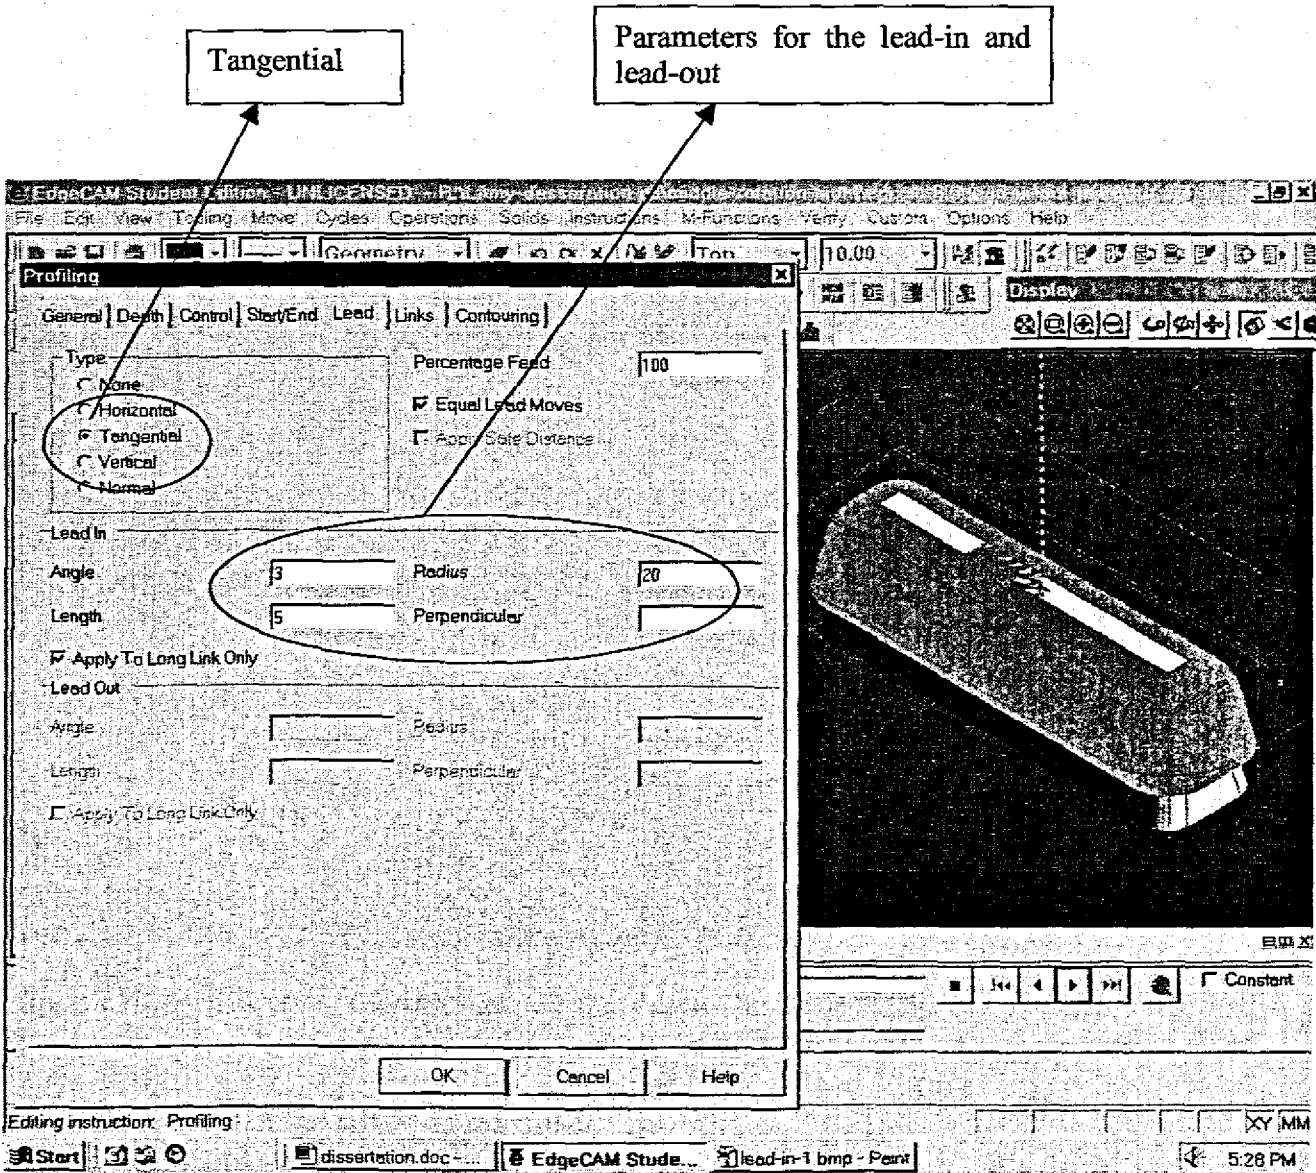 Tangential
Parameters for the lead-in and
lead-out
EdgeCAM Student Edition - UNLICENSED
File Edit View Tooling Move Cycles Operations Solids Instructions M-Functions Verify Custom Options Help
Geometry Top 10.00
Profiling
Display
General Depth Control Start/End Lead Links Contouring
Type
None
Horizontal
Tangential
Vertical
Normal
Percentage Feed 100
Equal Lead Moves
Apply Safe Distance
Lead In
Angle 3 Radius 20
Length 5 Perpendicular
Apply To Long Link Only
Lead Out
Angle Radius
Length Perpendicular
Apply To Long Link Only
Constant
OK Cancel Help
Editing instruction: Profiling XY MM
Start dissertation.doc -... EdgeCAM Stude... lead-in-1 bmp - Paint 5:28 PM